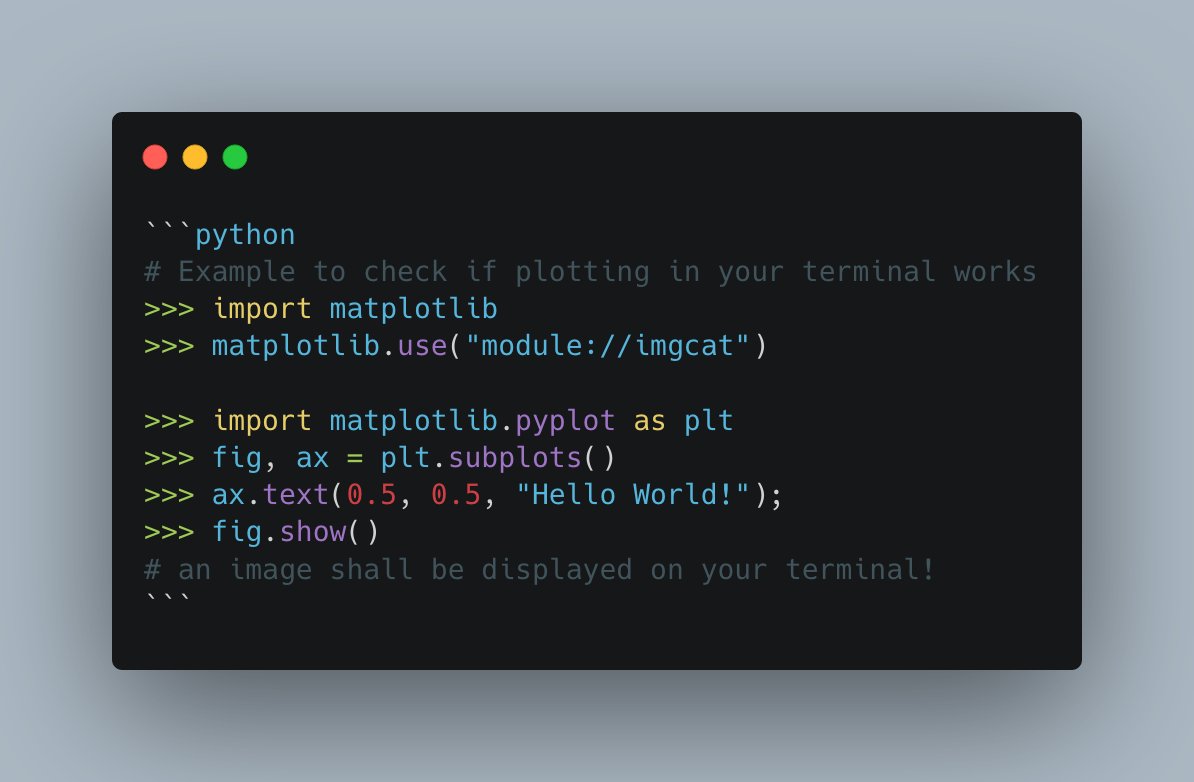 ```python
# Example to check if plotting in your terminal works
>>> import matplotlib
>>> matplotlib.use("module://imgcat")

>>> import matplotlib.pyplot as plt
>>> fig, ax = plt.subplots()
>>> ax.text(0.5, 0.5, "Hello World!");
>>> fig.show()
# an image shall be displayed on your terminal!
```